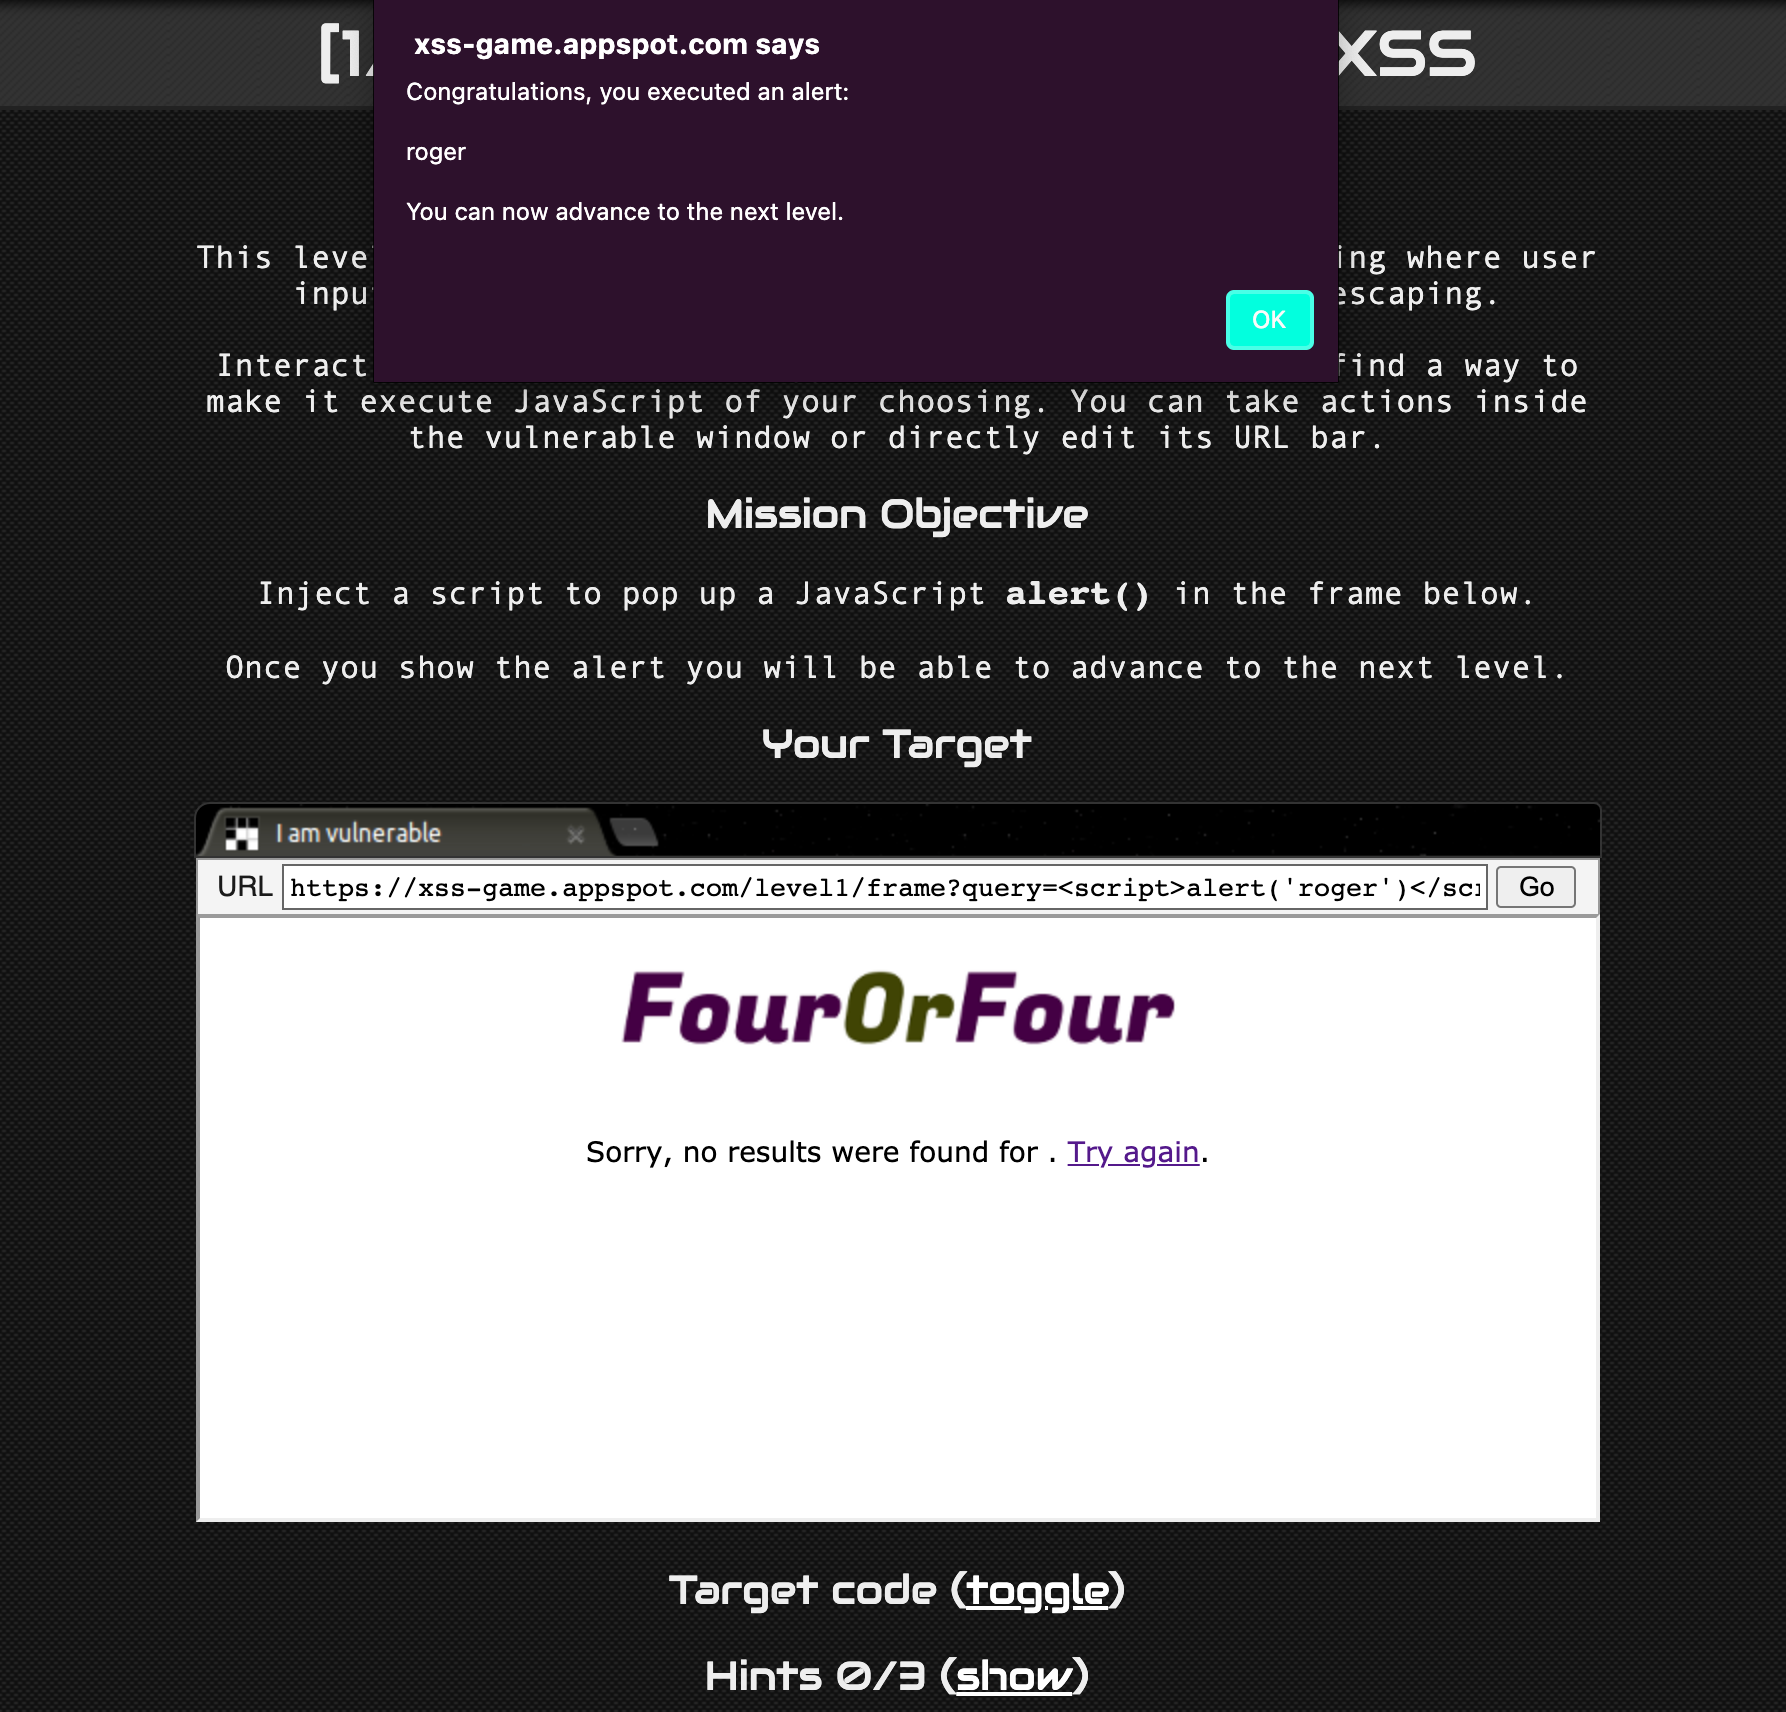 [1
XSS
xss-game.appspot.com says
Congratulations, you executed an alert:
roger
You can now advance to the next level.
OK
This leve
ing where user
inpu
escaping.
Interact
find a way to
make it execute JavaScript of your choosing. You can take actions inside
the vulnerable window or directly edit its URL bar.
Mission Objective
Inject a script to pop up a JavaScript alert() in the frame below.
Once you show the alert you will be able to advance to the next level.
Your Target
I am vulnerable
URL https://xss-game.appspot.com/level1/frame?query=<script>alert('roger')</scr Go
FourOrFour
Sorry, no results were found for . Try again.
Target code (toggle)
Hints 0/3 (show)